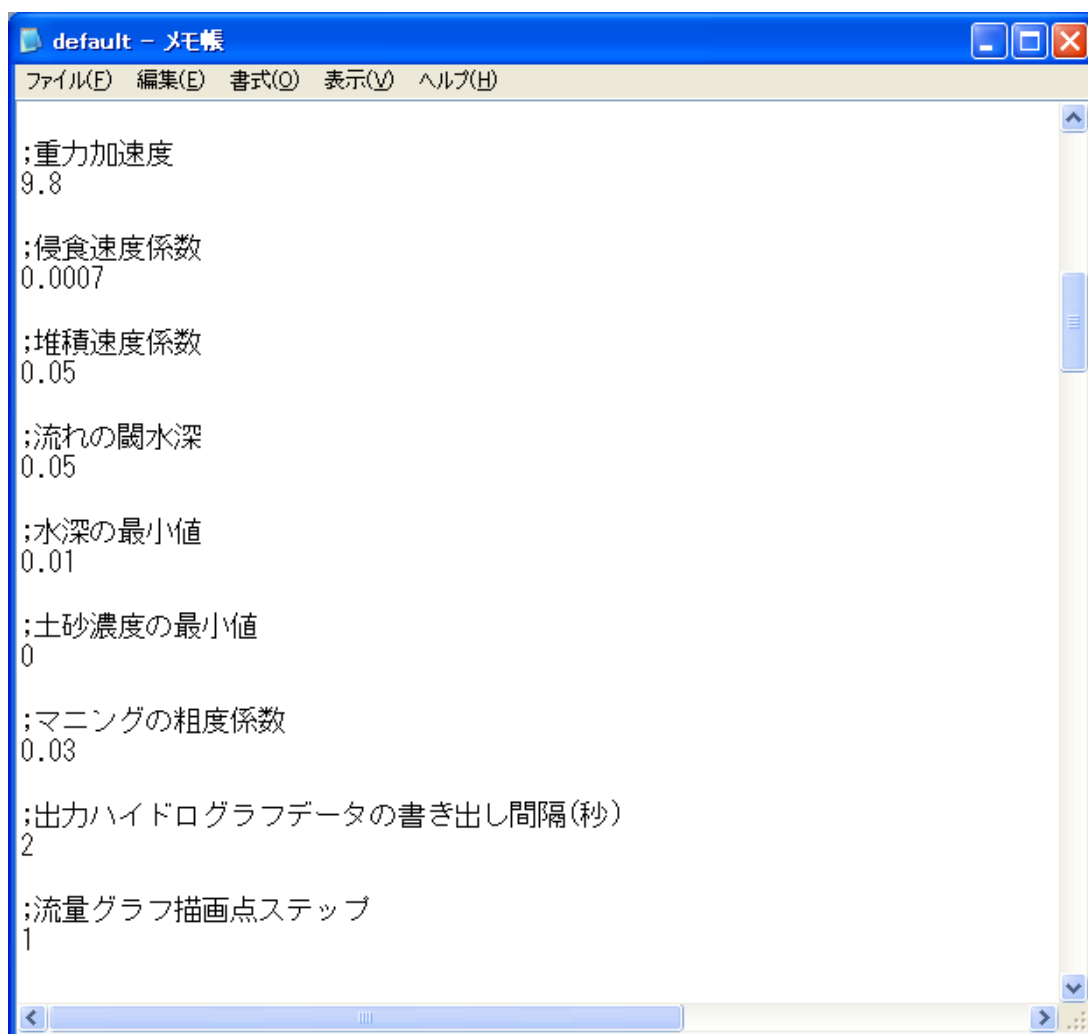 default - メモ帳
ファイル(F) 編集(E) 書式(O) 表示(V) ヘルプ(H)
;重力加速度
9.8
;侵食速度係数
0.0007
;堆積速度係数
0.05
;流れの閾水深
0.05
;水深の最小値
0.01
;土砂濃度の最小値
0
;マニングの粗度係数
0.03
;出力ハイドログラフデータの書き出し間隔(秒)
2
;流量グラフ描画点ステップ
1